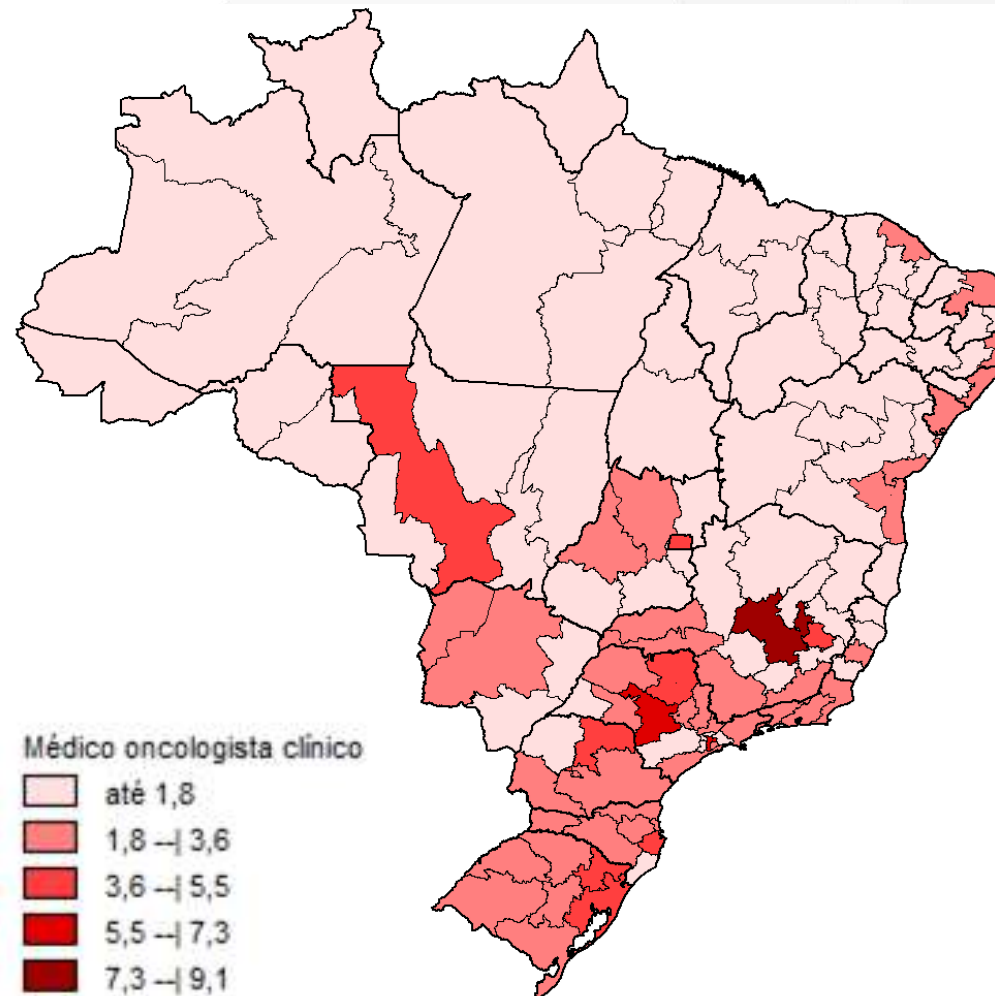 Médico oncologista clínico
até 1,8
1,8 --| 3,6
3,6 --| 5,5
5,5 --| 7,3
7,3 --| 9,1